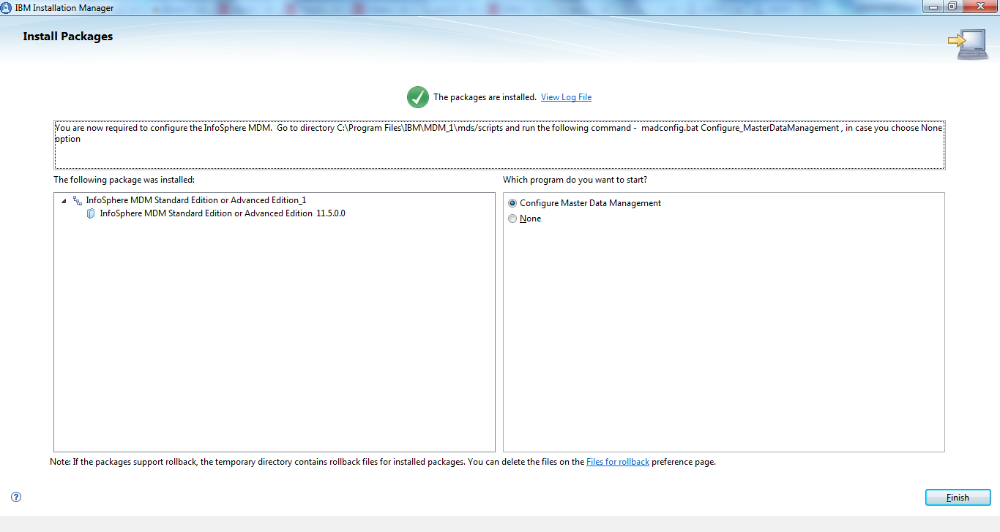 IBM Installation Manager
Install Packages
The packages are installed. View Log File
You are now required to configure the InfoSphere MDM.  Go to directory C:\Program Files\IBM\MDM_1\mds/scripts and run the following command -  madconfig.bat Configure_MasterDataManagement , in case you choose None
option
The following package was installed:
Which program do you want to start?
InfoSphere MDM Standard Edition or Advanced Edition_1
InfoSphere MDM Standard Edition or Advanced Edition  11.5.0.0
Configure Master Data Management
None
Note: If the packages support rollback, the temporary directory contains rollback files for installed packages. You can delete the files on the Files for rollback preference page.
?
Finish